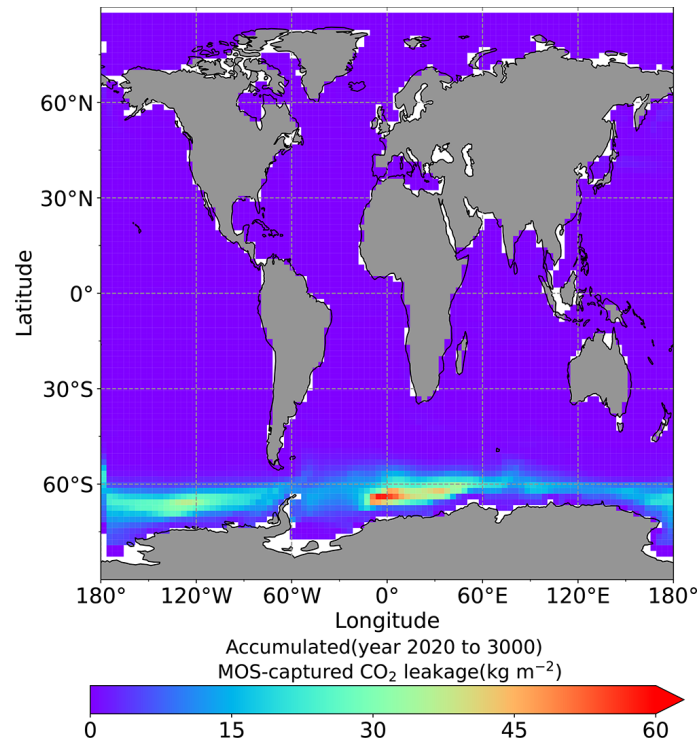 60°N
30°N
0°
30°S
60°S
Latitude
180° 120°W 60°W 0° 60°E 120°E 180°
Longitude
Accumulated(year 2020 to 3000)
MOS-captured CO₂ leakage(kg m⁻²)
0 15 30 45 60